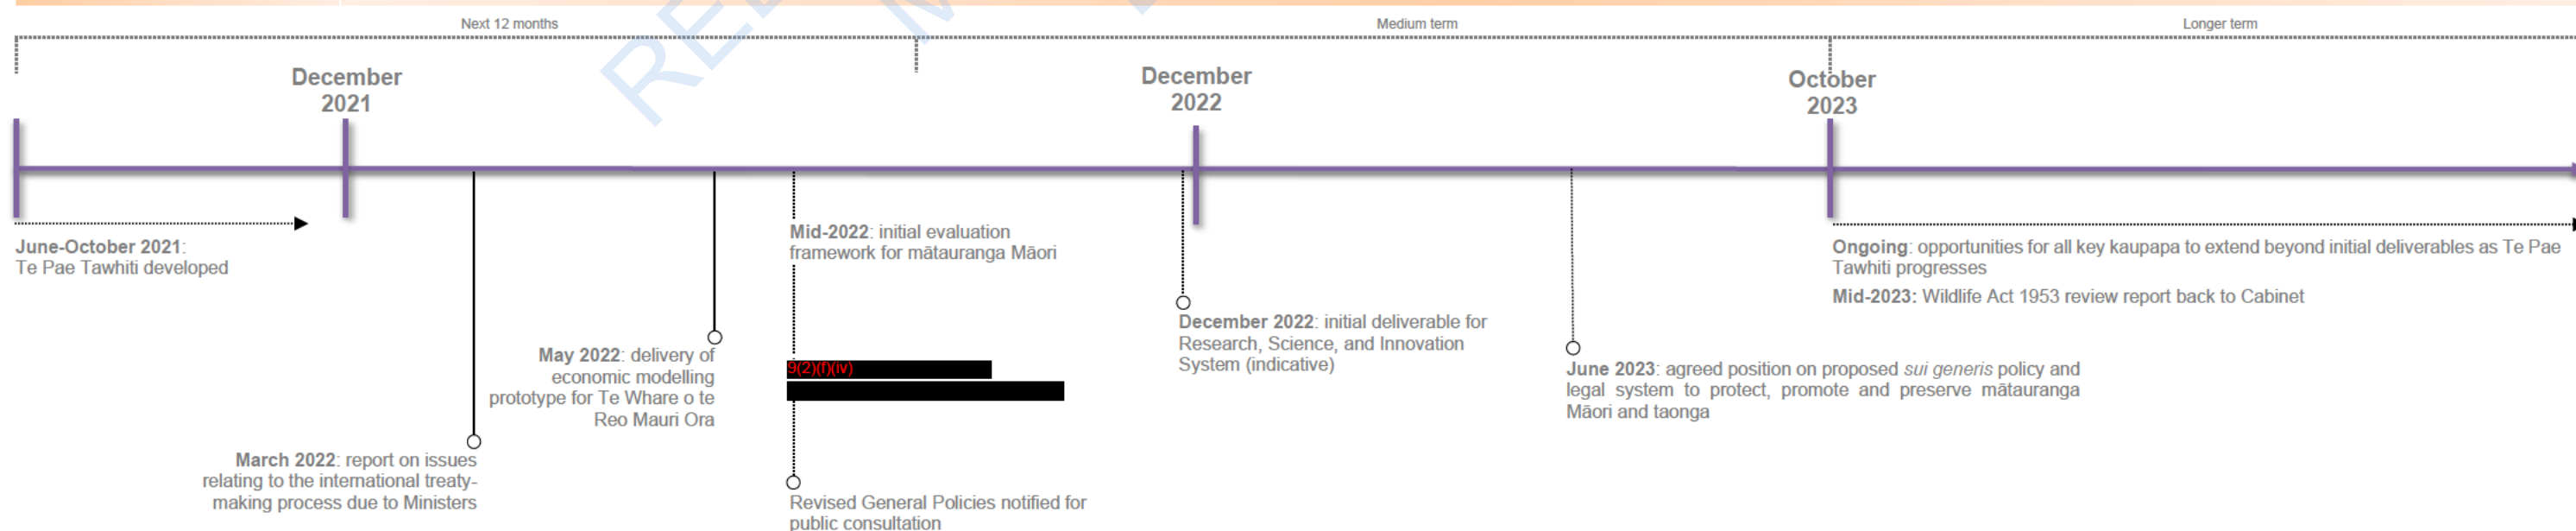 Next 12 months
Medium term
Longer term
December
2021
December
2022
October
2023
June-October 2021:
Te Pae Tawhiti developed
March 2022: report on issues
relating to the international treaty-
making process due to Ministers
May 2022: delivery of
economic modelling
prototype for Te Whare o te
Reo Mauri Ora
Mid-2022: initial evaluation
framework for mātauranga Māori
9(2)(f)(iv)
Revised General Policies notified for
public consultation
December 2022: initial deliverable for
Research, Science, and Innovation
System (indicative)
June 2023: agreed position on proposed sui generis policy and
legal system to protect, promote and preserve mātauranga
Māori and taonga
Ongoing: opportunities for all key kaupapa to extend beyond initial deliverables as Te Pae
Tawhiti progresses
Mid-2023: Wildlife Act 1953 review report back to Cabinet